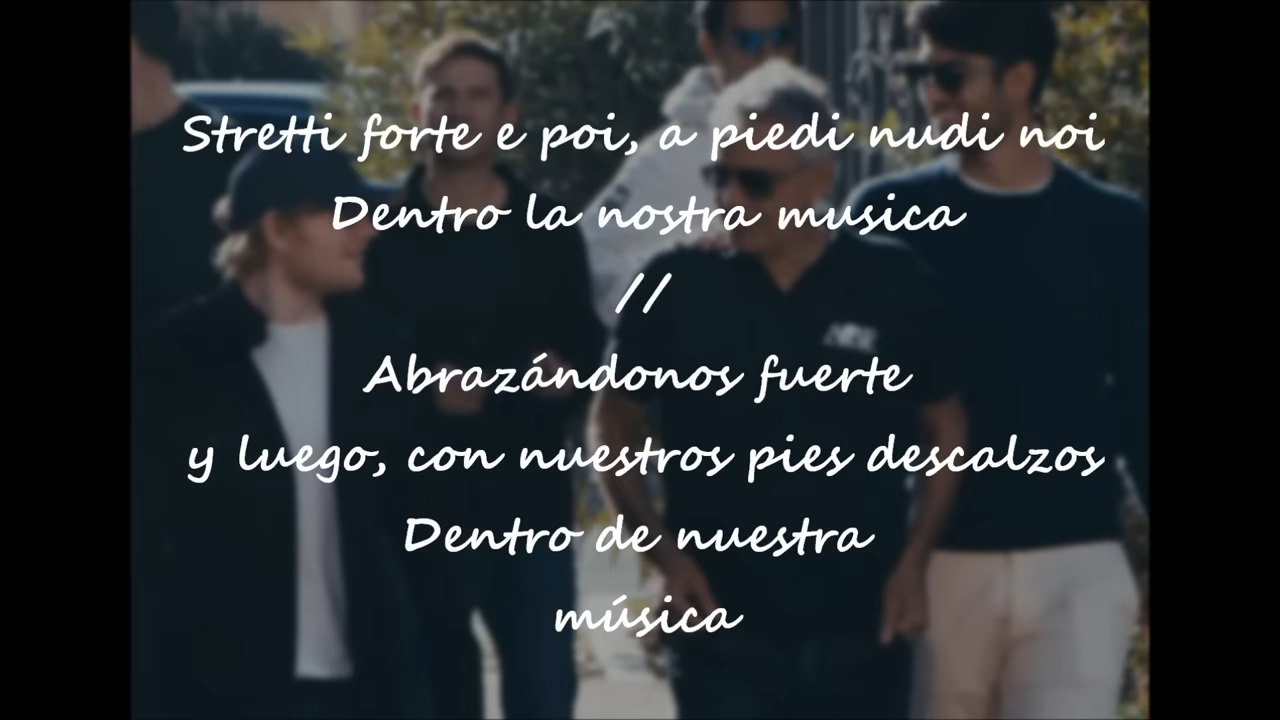 Stretti forte e poi, a piedi nudi noi
Dentro la nostra musica
//
Abrazándonos fuerte
y luego, con nuestros pies descalzos
Dentro de nuestra
música